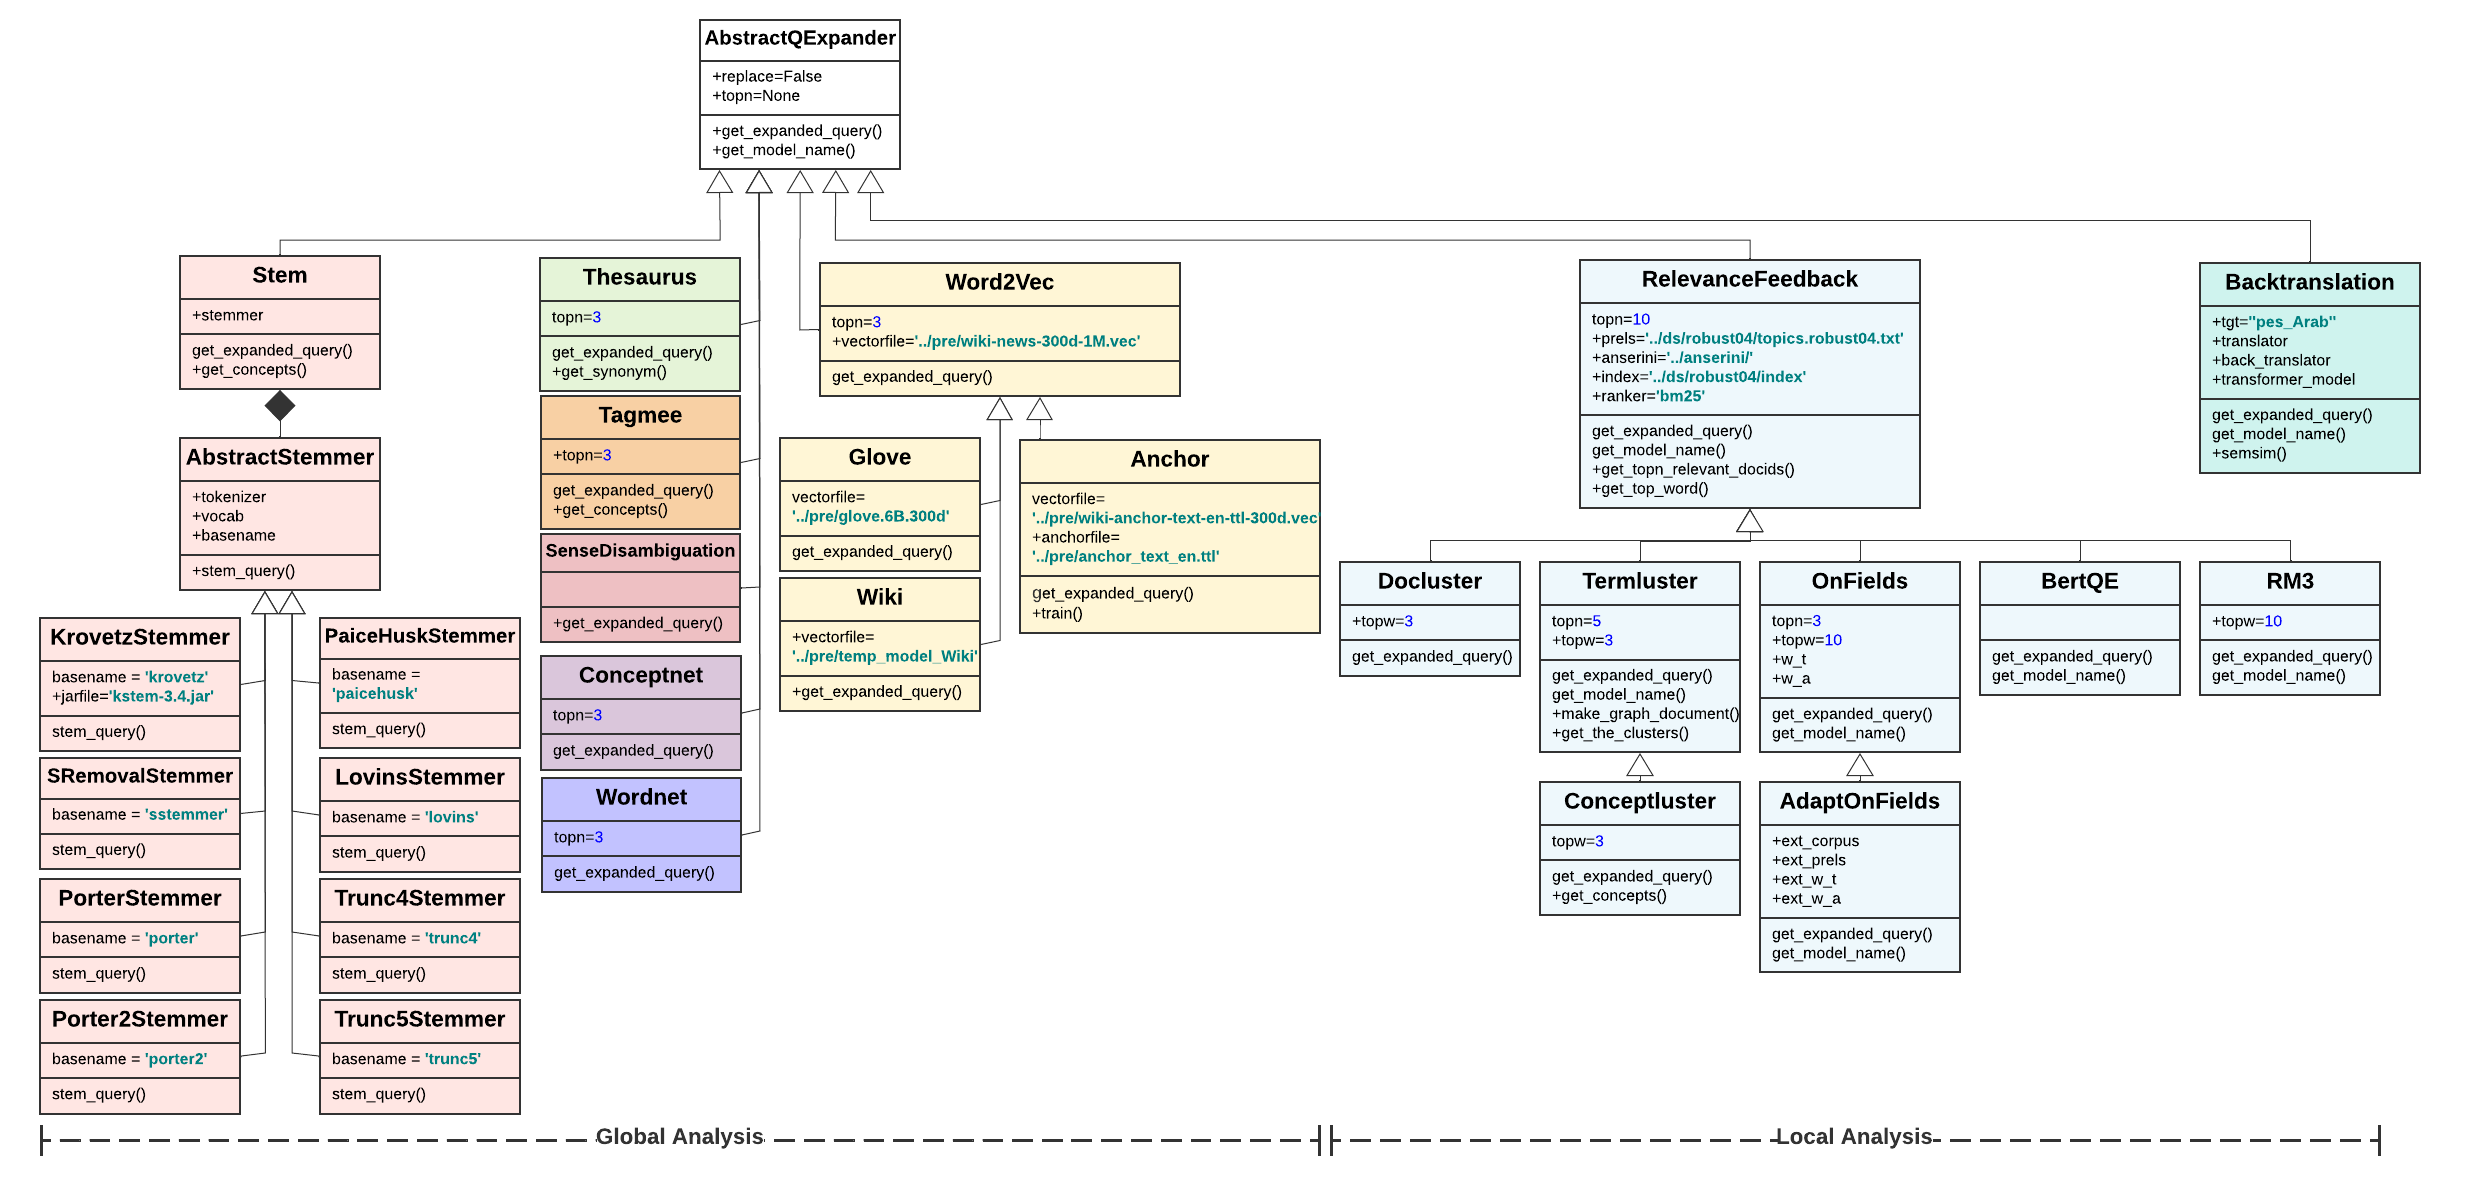 AbstractQExpander
+replace=False
+topn=None
+get_expanded_query()
+get_model_name()
Stem
+stemmer
get_expanded_query()
+get_concepts()
AbstractStemmer
+tokenizer
+vocab
+basename
+stem_query()
KrovetzStemmer
basename = 'krovetz'
+jarfile='kstem-3.4.jar'
stem_query()
PaiceHuskStemmer
basename =
'paicehusk'
stem_query()
SRemovalStemmer
basename = 'sstemmer'
stem_query()
LovinsStemmer
basename = 'lovins'
stem_query()
PorterStemmer
basename = 'porter'
stem_query()
Trunc4Stemmer
basename = 'trunc4'
stem_query()
Porter2Stemmer
basename = 'porter2'
stem_query()
Trunc5Stemmer
basename = 'trunc5'
stem_query()
Thesaurus
topn=3
get_expanded_query()
+get_synonym()
Tagmee
+topn=3
get_expanded_query()
+get_concepts()
SenseDisambiguation
+get_expanded_query()
Conceptnet
topn=3
get_expanded_query()
Wordnet
topn=3
get_expanded_query()
Word2Vec
topn=3
+vectorfile='../pre/wiki-news-300d-1M.vec'
get_expanded_query()
Glove
vectorfile=
'../pre/glove.6B.300d'
get_expanded_query()
Wiki
+vectorfile=
'../pre/temp_model_Wiki'
+get_expanded_query()
Anchor
vectorfile=
'../pre/wiki-anchor-text-en-ttl-300d.vec'
+anchorfile=
'../pre/anchor_text_en.ttl'
get_expanded_query()
+train()
RelevanceFeedback
topn=10
+prels='../ds/robust04/topics.robust04.txt'
+anserini='../anserini/'
+index='../ds/robust04/index'
+ranker='bm25'
get_expanded_query()
get_model_name()
+get_topn_relevant_docids()
+get_top_word()
Docluster
+topw=3
get_expanded_query()
Termluster
topn=5
+topw=3
get_expanded_query()
get_model_name()
+make_graph_document()
+get_the_clusters()
Conceptluster
topw=3
get_expanded_query()
+get_concepts()
OnFields
topn=3
+topw=10
+w_t
+w_a
get_expanded_query()
get_model_name()
AdaptOnFields
+ext_corpus
+ext_prels
+ext_w_t
+ext_w_a
get_expanded_query()
get_model_name()
BertQE
get_expanded_query()
get_model_name()
RM3
+topw=10
get_expanded_query()
get_model_name()
Backtranslation
+tgt="pes_Arab"
+translator
+back_translator
+transformer_model
get_expanded_query()
get_model_name()
+semsim()
Global Analysis
Local Analysis